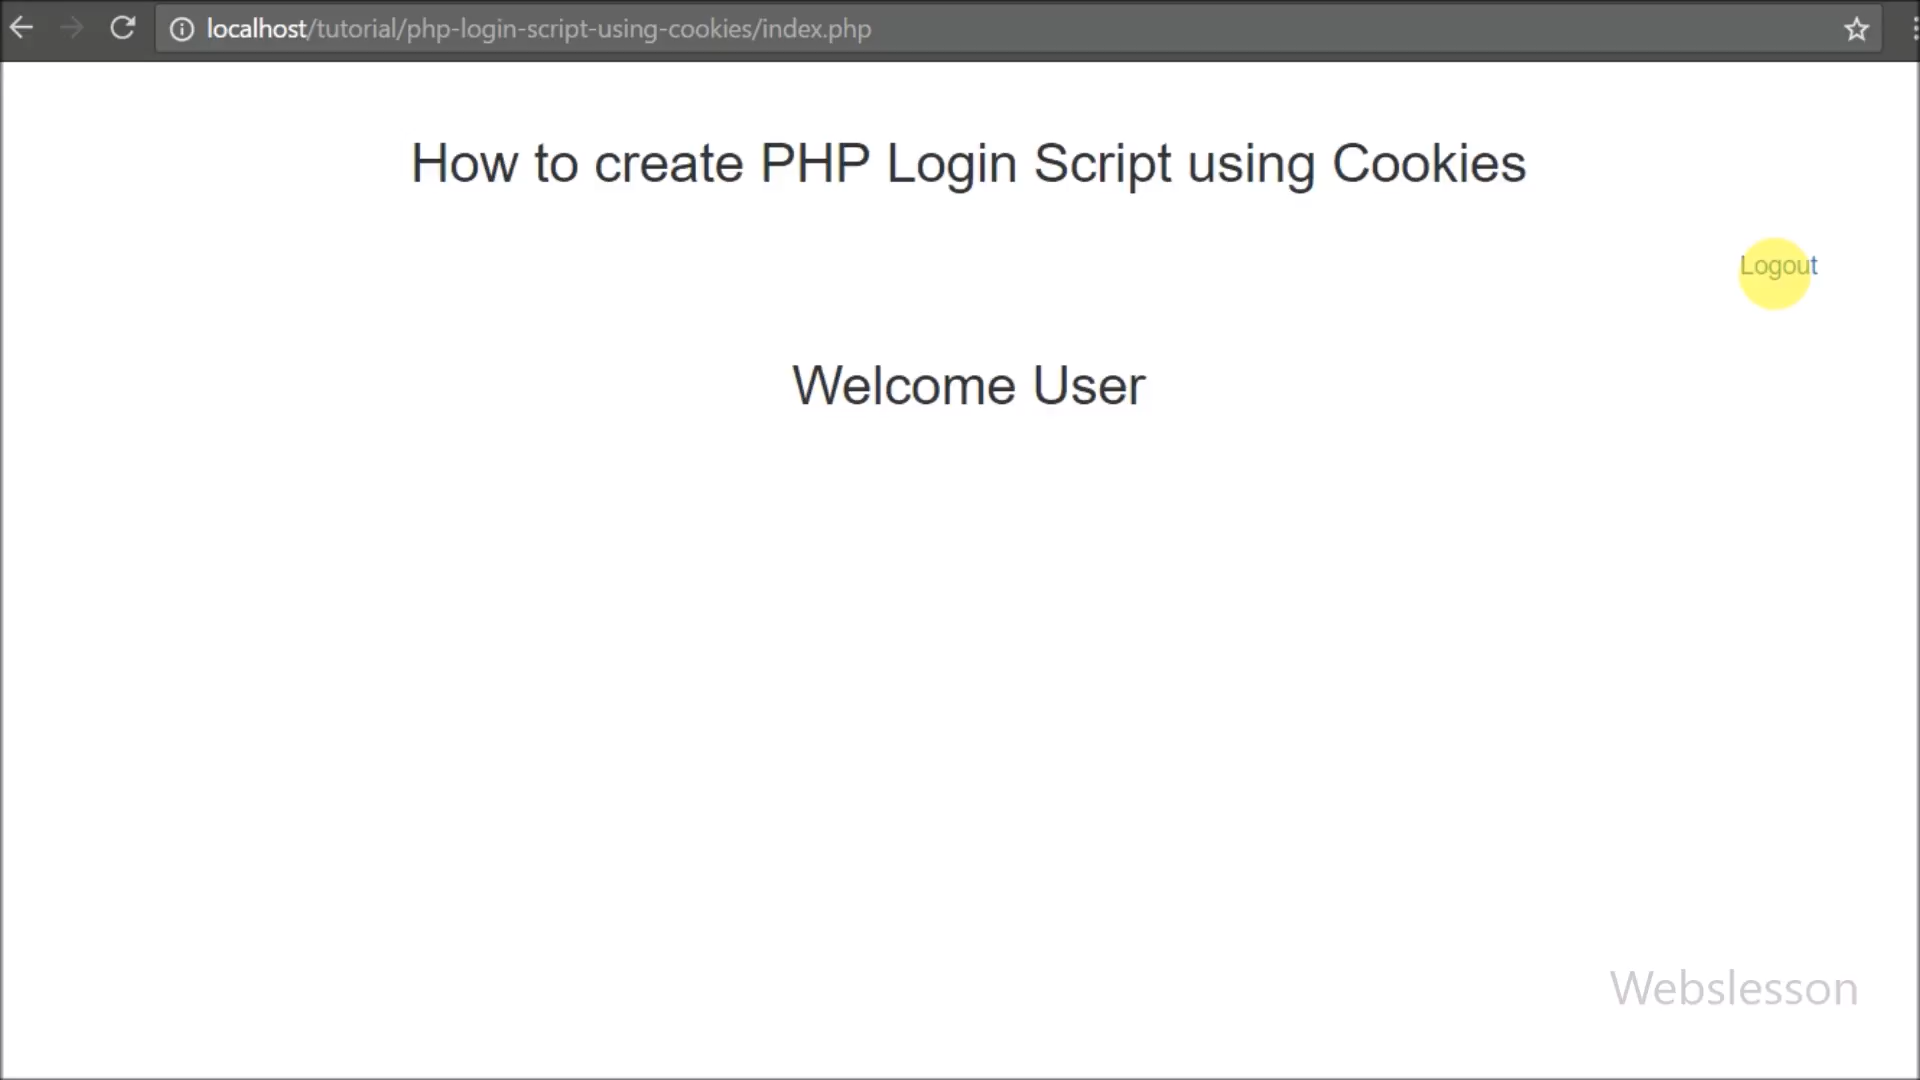 localhost/tutorial/php-login-script-using-cookies/index.php
How to create PHP Login Script using Cookies
Logout
Welcome User
Webslesson